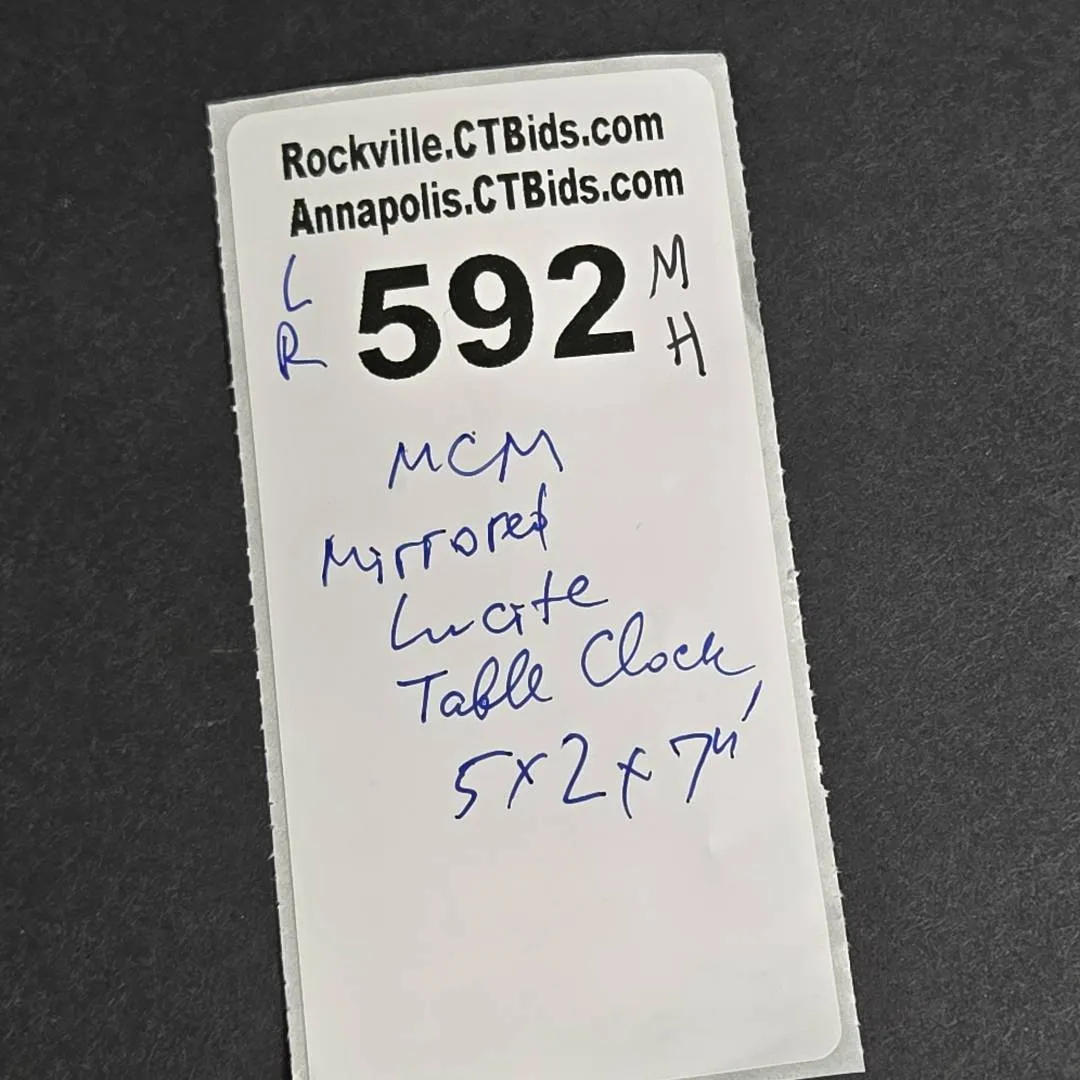 Rockville.CTBids.com
Annapolis.CTBids.com
L 592 M
R H
MCM
Mirrored
Lucite
Table Clock,
5x2x7"